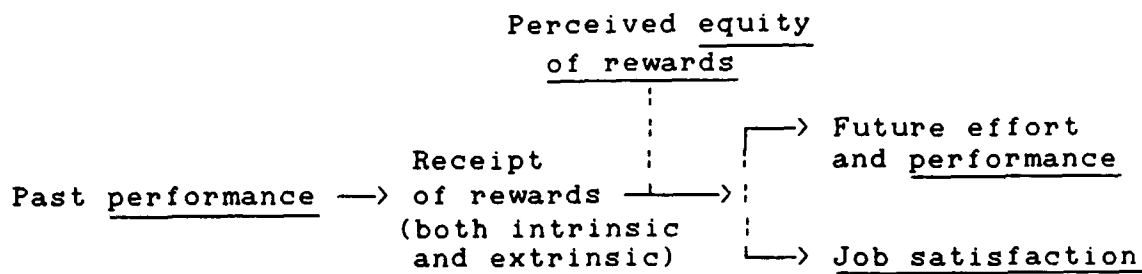 Perceived equity
of rewards
Future effort
and performance
Receipt
Past performance —> of rewards
(both intrinsic
and extrinsic)
Job satisfaction